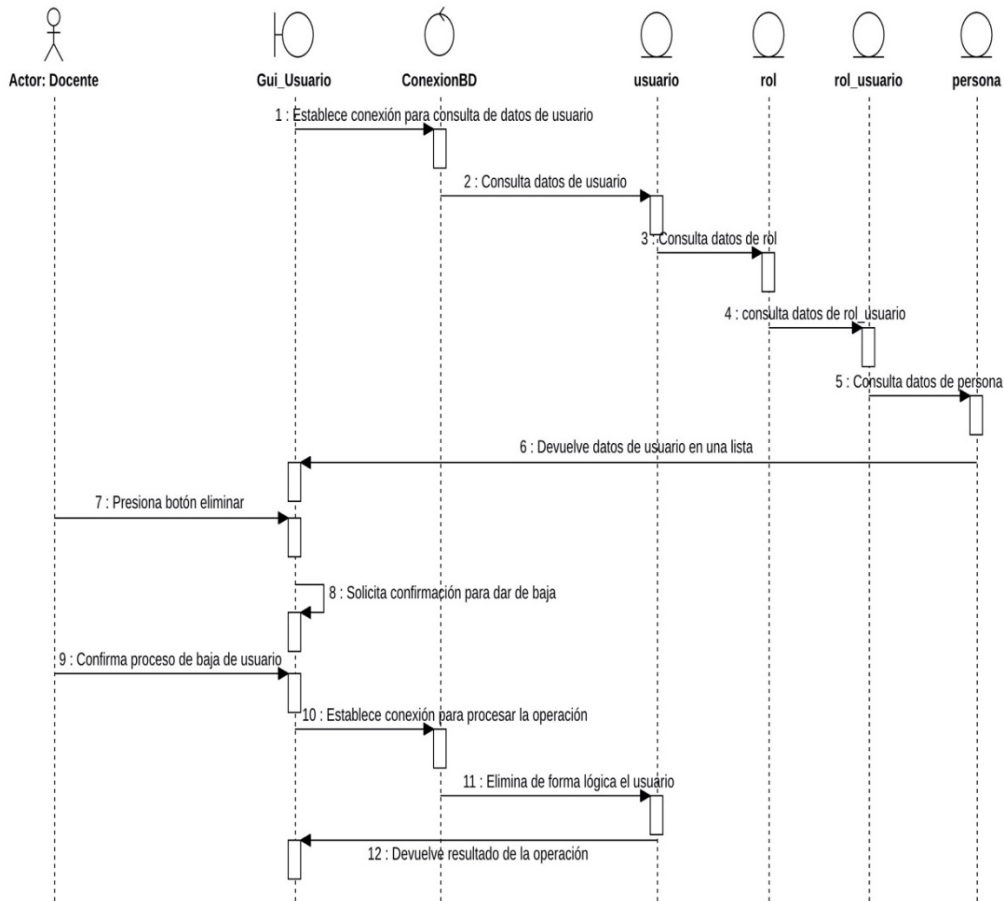 Actor: Docente
Gui_Usuario
ConexionBD
usuario
rol
rol_usuario
persona
1 : Establece conexión para consulta de datos de usuario
2 : Consulta datos de usuario
3 : Consulta datos de rol
4 : consulta datos de rol_usuario
5 : Consulta datos de persona
6 : Devuelve datos de usuario en una lista
7 : Presiona botón eliminar
8 : Solicita confirmación para dar de baja
9 : Confirma proceso de baja de usuario
10 : Establece conexión para procesar la operación
11 : Elimina de forma lógica el usuario
12 : Devuelve resultado de la operación